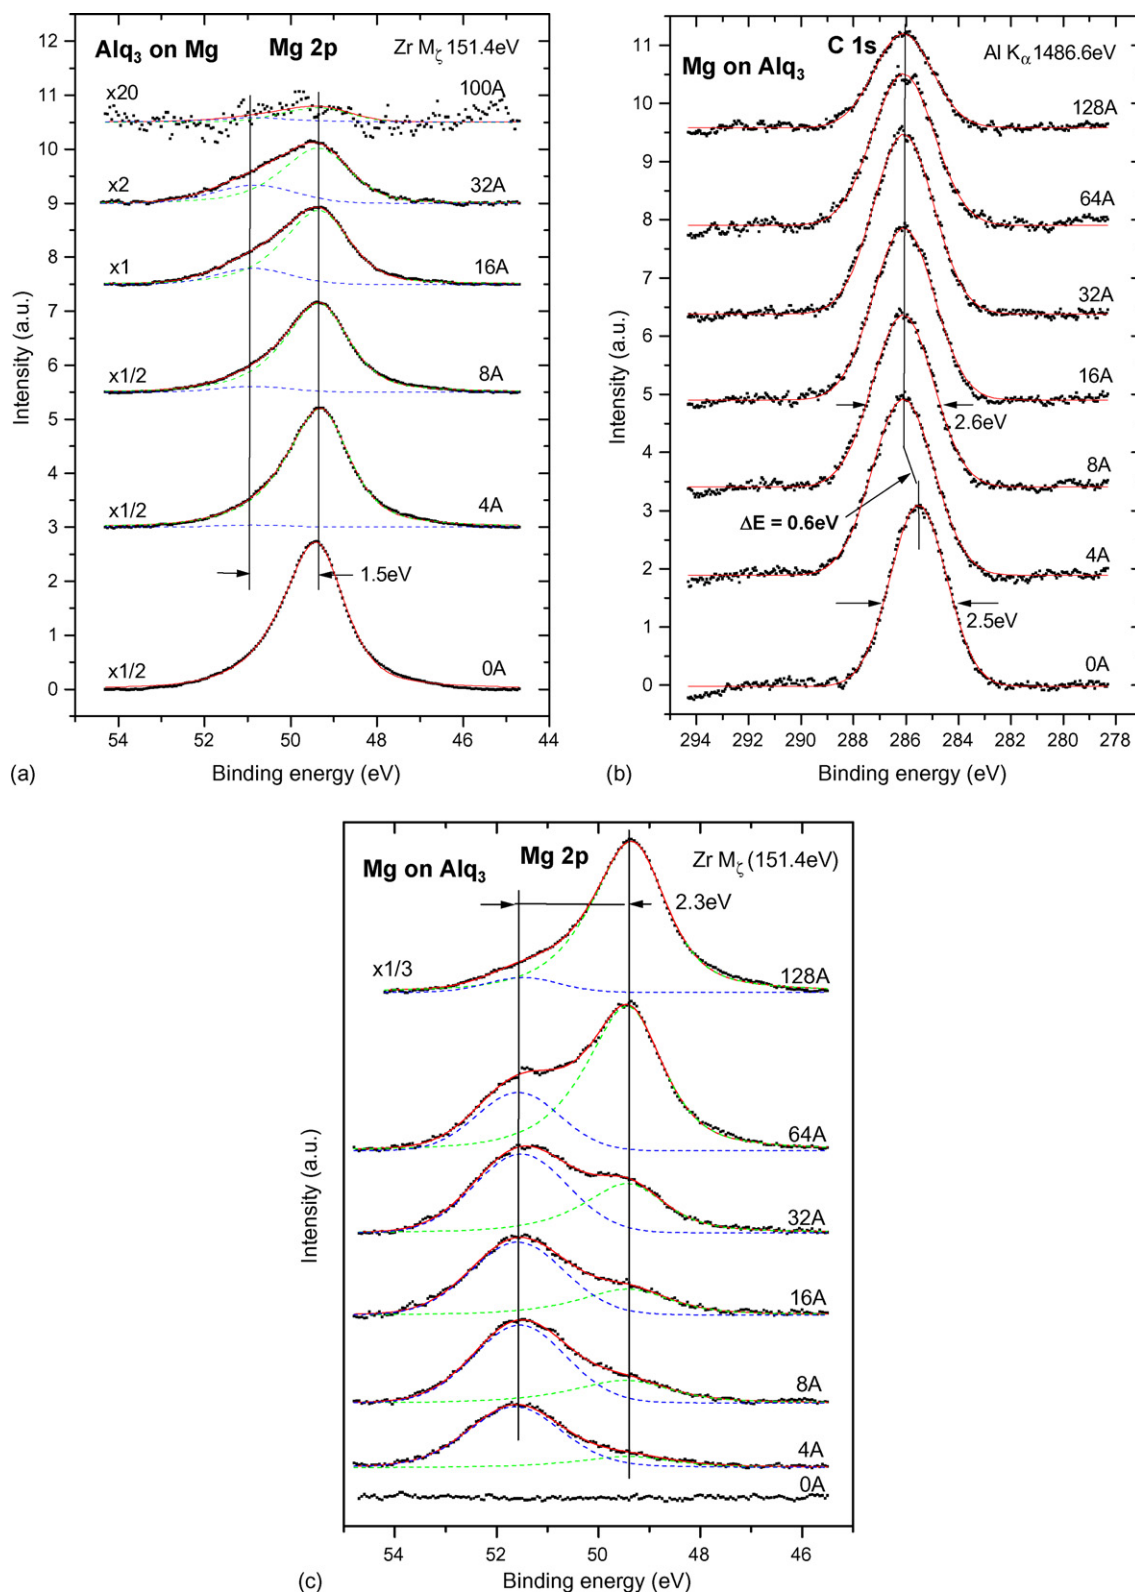 Alq₃ on Mg Mg 2p Zr Mζ 151.4eV
x20 100A
x2 32A
x1 16A
x1/2 8A
x1/2 4A
1.5eV
x1/2 0A
12
11
10
9
8
7
6
5
4
3
2
1
0
Intensity (a.u.)
54 52 50 48 46 44
Binding energy (eV)
(a)
C 1s
Mg on Alq₃ Al Kα 1486.6eV
128A
64A
32A
16A
2.6eV
8A
ΔE = 0.6eV
4A
2.5eV
0A
11
10
9
8
7
6
5
4
3
2
1
0
Intensity (a.u.)
294 292 290 288 286 284 282 280 278
Binding energy (eV)
(b)
Mg on Alq₃ Mg 2p Zr Mζ (151.4eV)
2.3eV
x1/3 128A
64A
32A
16A
8A
4A
0A
Intensity (a.u.)
54 52 50 48 46
Binding energy (eV)
(c)